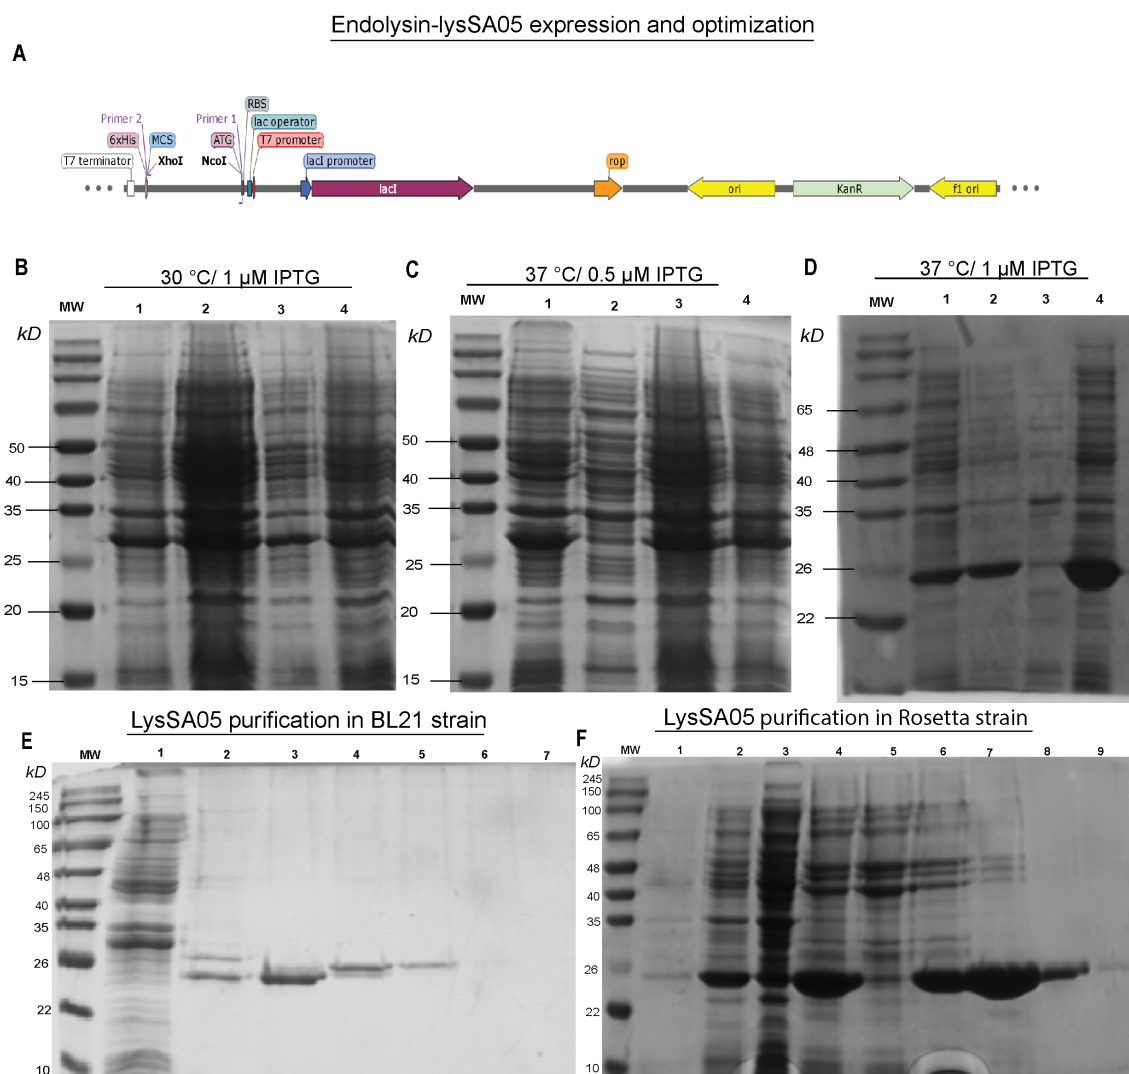 Endolysin-lysSA05 expression and optimization
A
RBS
Primer 2 Primer 1 lac operator
6xHis MCS ATG T7 promoter
T7 terminator XhoI NcoI lacI promoter rop
lacI ori KanR f1 ori
B 30 °C/ 1 µM IPTG
MW 1 2 3 4
kD
50
40
35
25
20
15
C 37 °C/ 0.5 µM IPTG
MW 1 2 3 4
kD
50
40
35
25
20
15
D 37 °C/ 1 µM IPTG
MW 1 2 3 4
kD
65
48
40
35
26
22
LysSA05 purification in BL21 strain
E
MW 1 2 3 4 5 6 7
kD
245
150
100
65
48
40
35
26
22
10
LysSA05 purification in Rosetta strain
F
MW 1 2 3 4 5 6 7 8 9
kD
245
150
100
65
48
40
35
26
22
10